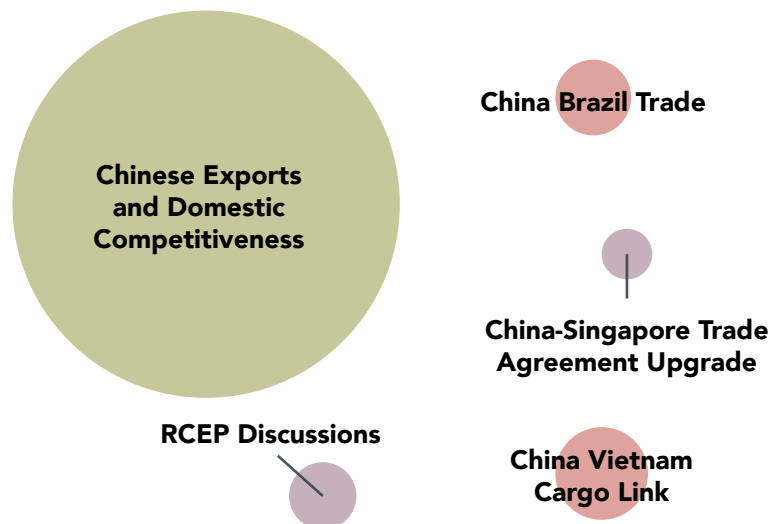 China Brazil Trade
Chinese Exports
and Domestic
Competitiveness
China-Singapore Trade
Agreement Upgrade
RCEP Discussions
China Vietnam
Cargo Link